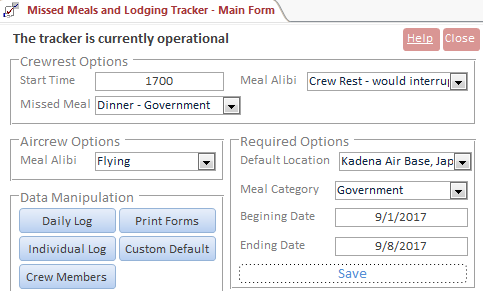 Missed Meals and Lodging Tracker - Main Form
The tracker is currently operational
Help
Close
Crewrest Options
Start Time
1700
Meal Alibi
Crew Rest - would interru
Missed Meal
Dinner - Government
Aircrew Options
Meal Alibi
Flying
Required Options
Default Location
Kadena Air Base, Jap
Meal Category
Government
Begining Date
9/1/2017
Ending Date
9/8/2017
Save
Data Manipulation
Daily Log
Print Forms
Individual Log
Custom Default
Crew Members